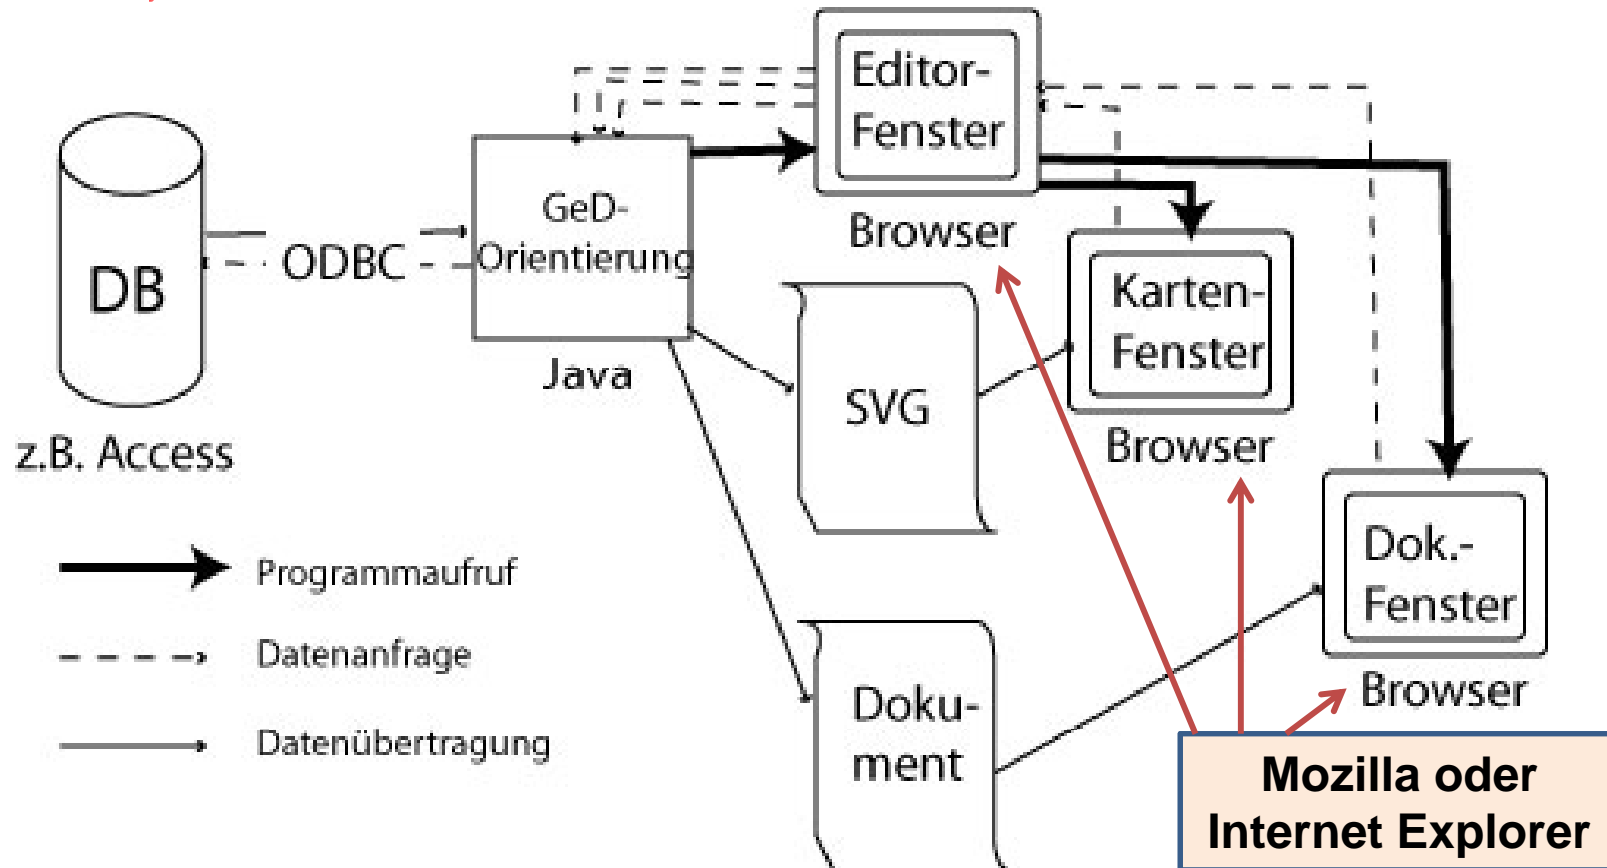 Editor-
Fenster
Browser
DB
z.B. Access
ODBC
GeD-
Orientierung
Java
SVG
Karten-
Fenster
Browser
Dok.-
Fenster
Browser
Doku-
ment
Programmaufruf
Datenanfrage
Datenübertragung
Mozilla oder
Internet Explorer